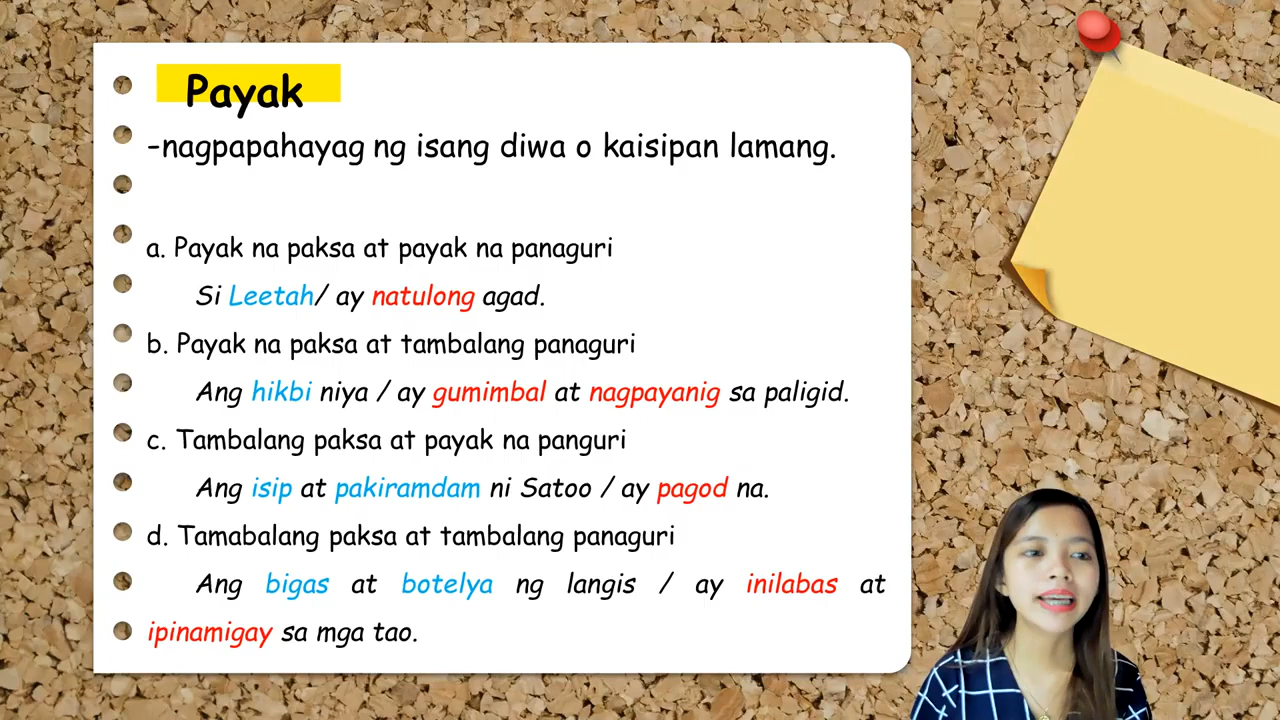 Payak
-nagpapahayag ng isang diwa o kaisipan lamang.
a. Payak na paksa at payak na panaguri
Si Leetah/ ay natulong agad.
b. Payak na paksa at tambalang panaguri
Ang hikbi niya / ay gumimbal at nagpayanig sa paligid.
c. Tambalang paksa at payak na panguri
Ang isip at pakiramdam ni Satoo / ay pagod na.
d. Tamabalang paksa at tambalang panaguri
Ang bigas at botelya ng langis / ay inilabas at
ipinamigay sa mga tao.